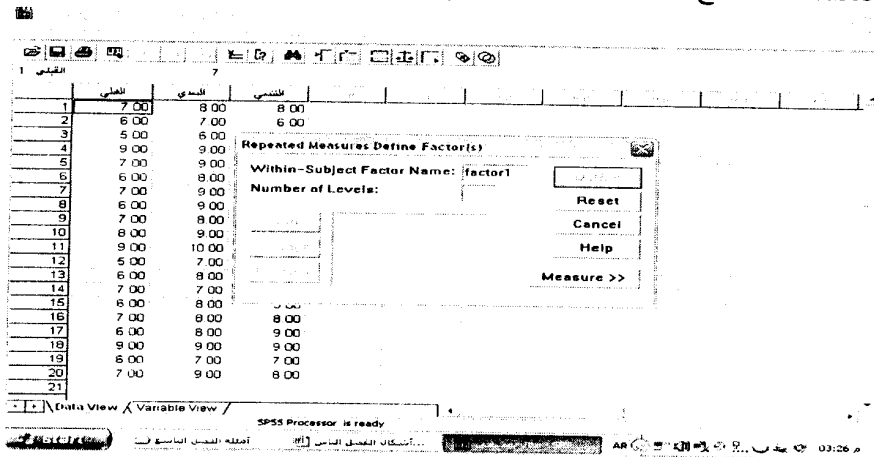 1 القبلي 7
القبلي البعدي التتبعي
1 7.00 8.00 8.00
2 6.00 7.00 6.00
3 5.00 6.00
4 9.00 9.00
5 7.00 9.00
6 6.00 8.00
7 7.00 9.00
8 6.00 9.00
9 7.00 8.00
10 8.00 9.00
11 9.00 10.00
12 5.00 7.00
13 6.00 8.00
14 7.00 7.00
15 6.00 8.00
16 7.00 8.00 8.00
17 6.00 8.00 9.00
18 9.00 9.00 9.00
19 6.00 7.00 7.00
20 7.00 9.00 8.00
21
Repeated Measures Define Factor(s)
Within-Subject Factor Name: factor1
Number of Levels:
Reset
Cancel
Help
Measure >>
Data View Variable View
SPSS Processor is ready
start
أمثلة الفصل التاسع
أشكال الفصل الثامن...
AR
03:26 م